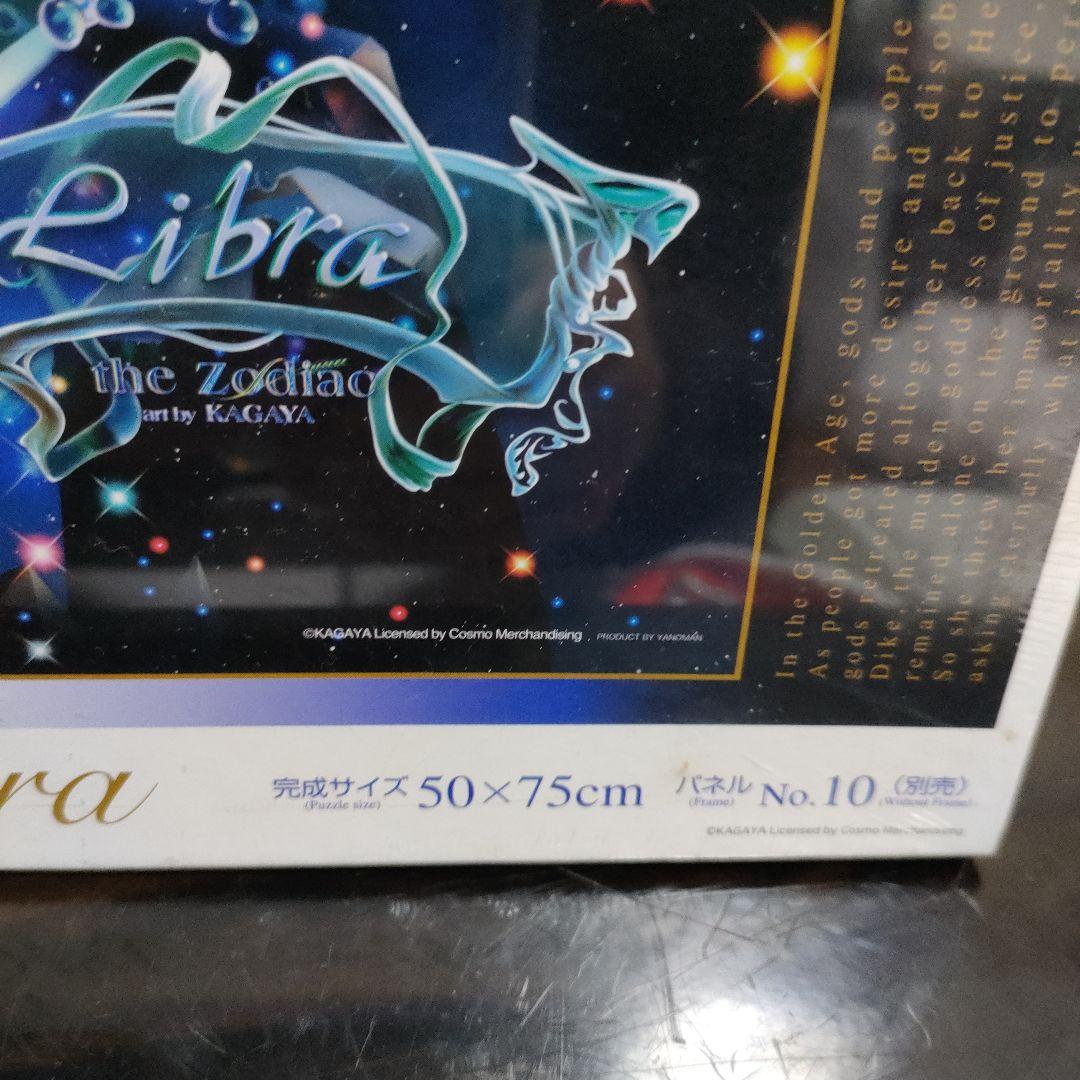 Libra
the Zodiac
art by KAGAYA
©KAGAYA Licensed by Cosmo Merchandising
PRODUCT BY YANOMAN
In the Golden Age, gods and people
As people got more desire and disob
gods retreated altogether back to He
Dike the maiden goddess of justice,
remained alone on the ground to per
So she threw her immortality
asking eternally what is
ra
完成サイズ 50×75cm
(Puzzle size)
パネル No. 10 (別売)
(Frame) (Without Frame)
©KAGAYA Licensed by Cosmo Merchandising